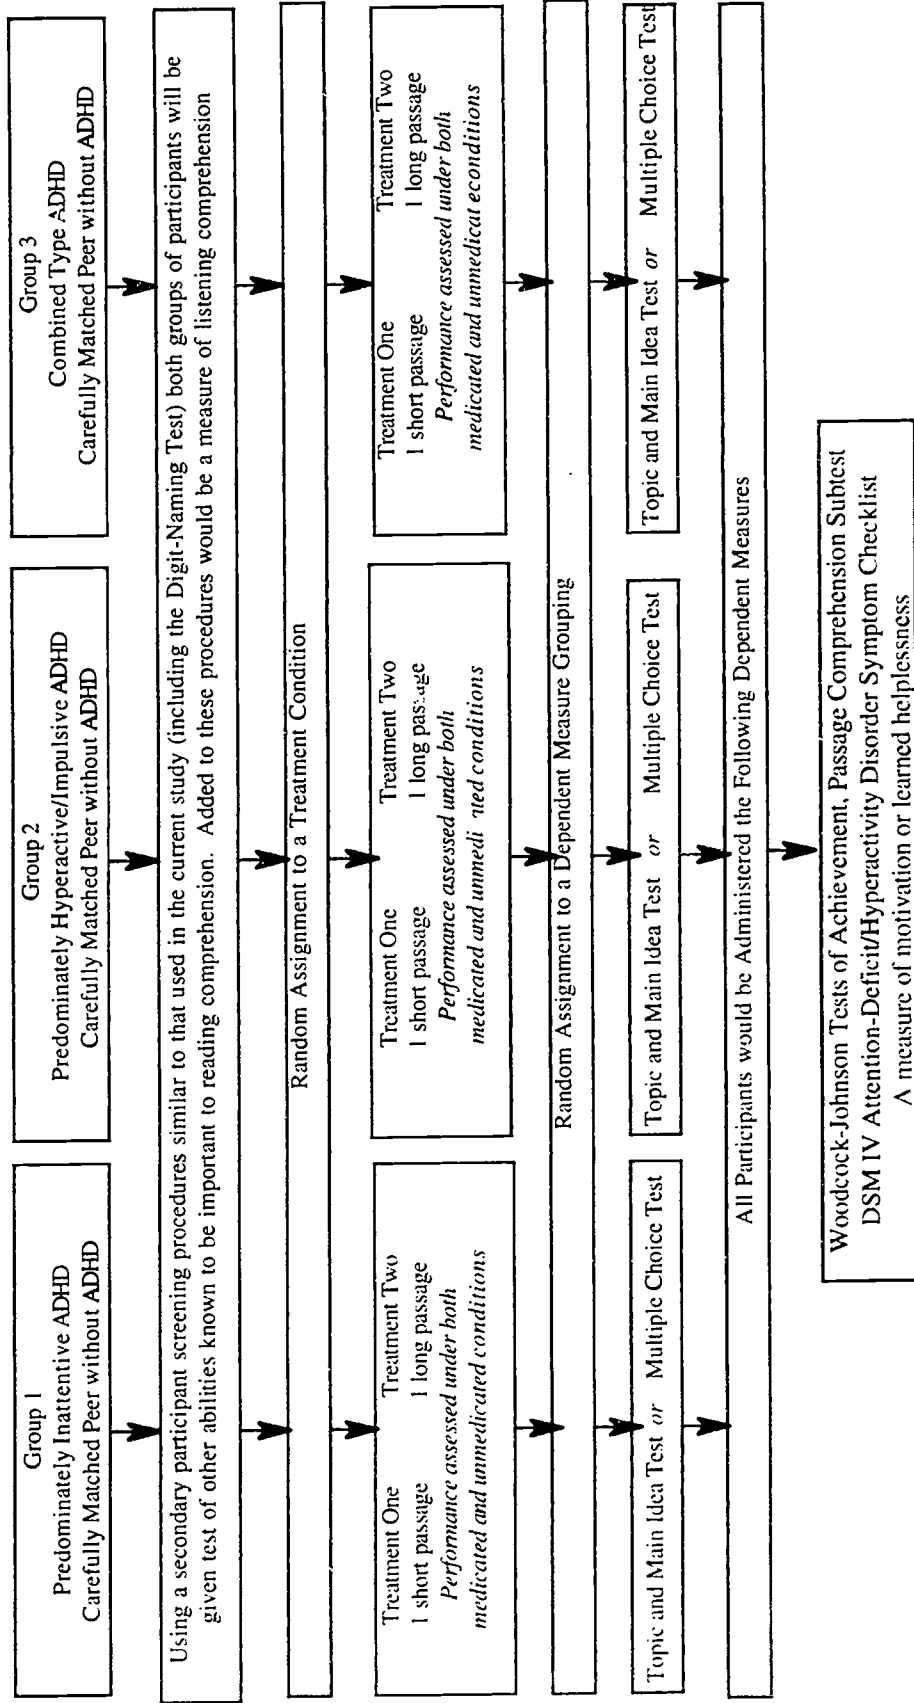 Group 1
Predominately Inattentive ADHD
Carefully Matched Peer without ADHD
Group 2
Predominately Hyperactive/Impulsive ADHD
Carefully Matched Peer without ADHD
Group 3
Combined Type ADHD
Carefully Matched Peer without ADHD
Using a secondary participant screening procedures similar to that used in the current study (including the Digit-Naming Test) both groups of participants will be
given test of other abilities known to be important to reading comprehension. Added to these procedures would be a measure of listening comprehension
Random Assignment to a Treatment Condition
Treatment One Treatment Two
1 short passage 1 long passage
Performance assessed under both
medicated and unmedicated conditions
Treatment One Treatment Two
1 short passage 1 long passage
Performance assessed under both
medicated and conditions
Treatment One Treatment Two
1 short passage 1 long passage
Performance assessed under both
medicated and unmedicat econditions
Random Assignment to a Dependent Measure Grouping
Topic and Main Idea Test or Multiple Choice Test
Topic and Main Idea Test or Multiple Choice Test
Topic and Main Idea Test or Multiple Choice Test
All Participants would be Administered the Following Dependent Measures
Woodcock-Johnson Tests of Achievement, Passage Comprehension Subtest
DSM IV Attention-Deficit/Hyperactivity Disorder Symptom Checklist
A measure of motivation or learned helplessness